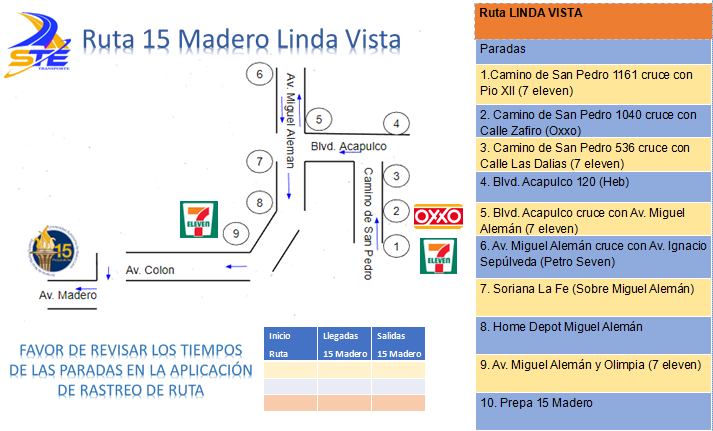 STE
TRANSPORTE
Ruta 15 Madero Linda Vista
6
Av. Miguel Aleman
5
4
Blvd. Acapulco
7
3
Camino de San Pedro
8
2
OXXO
7
ELEVEN
9
1
7
ELEVEN
15
Av. Colon
Av. Madero
FAVOR DE REVISAR LOS TIEMPOS
DE LAS PARADAS EN LA APLICACIÓN
DE RASTREO DE RUTA
Inicio Ruta
Llegadas 15 Madero
Salidas 15 Madero
Ruta LINDA VISTA
Paradas
1.Camino de San Pedro 1161 cruce con
Pio XII (7 eleven)
2. Camino de San Pedro 1040 cruce con
Calle Zafiro (Oxxo)
3. Camino de San Pedro 536 cruce con
Calle Las Dalias (7 eleven)
4. Blvd. Acapulco 120 (Heb)
5. Blvd. Acapulco cruce con Av. Miguel
Alemán (7 eleven)
6. Av. Miguel Alemán cruce con Av. Ignacio
Sepúlveda (Petro Seven)
7. Soriana La Fe (Sobre Miguel Alemán)
8. Home Depot Miguel Alemán
9. Av. Miguel Alemán y Olimpia (7 eleven)
10. Prepa 15 Madero